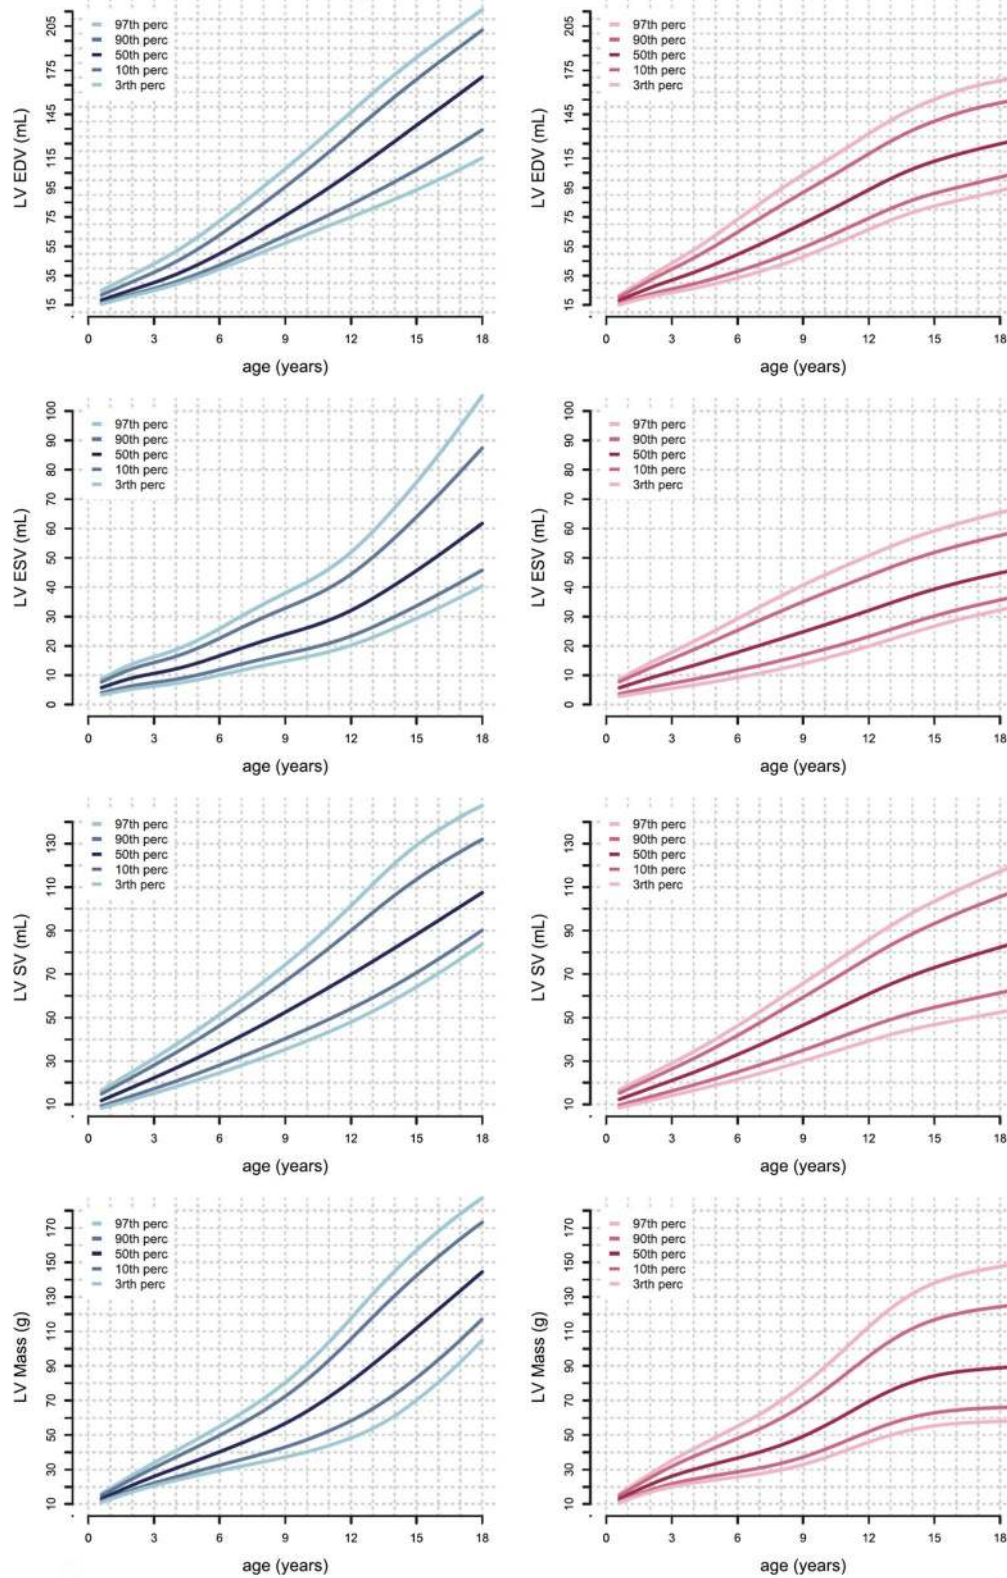 LV EDV (mL)
15 35 55 75 95 115 145 175 205
97th perc
90th perc
50th perc
10th perc
3rth perc
0 3 6 9 12 15 18
age (years)
LV EDV (mL)
15 35 55 75 95 115 145 175 205
97th perc
90th perc
50th perc
10th perc
3rth perc
0 3 6 9 12 15 18
age (years)
LV ESV (mL)
0 10 20 30 40 50 60 70 80 90 100
97th perc
90th perc
50th perc
10th perc
3rth perc
0 3 6 9 12 15 18
age (years)
LV ESV (mL)
0 10 20 30 40 50 60 70 80 90 100
97th perc
90th perc
50th perc
10th perc
3rth perc
0 3 6 9 12 15 18
age (years)
LV SV (mL)
10 30 50 70 90 110 130
97th perc
90th perc
50th perc
10th perc
3rth perc
0 3 6 9 12 15 18
age (years)
LV SV (mL)
10 30 50 70 90 110 130
97th perc
90th perc
50th perc
10th perc
3rth perc
0 3 6 9 12 15 18
age (years)
LV Mass (g)
10 30 50 70 90 110 130 150 170
97th perc
90th perc
50th perc
10th perc
3rth perc
0 3 6 9 12 15 18
age (years)
LV Mass (g)
10 30 50 70 90 110 130 150 170
97th perc
90th perc
50th perc
10th perc
3rth perc
0 3 6 9 12 15 18
age (years)